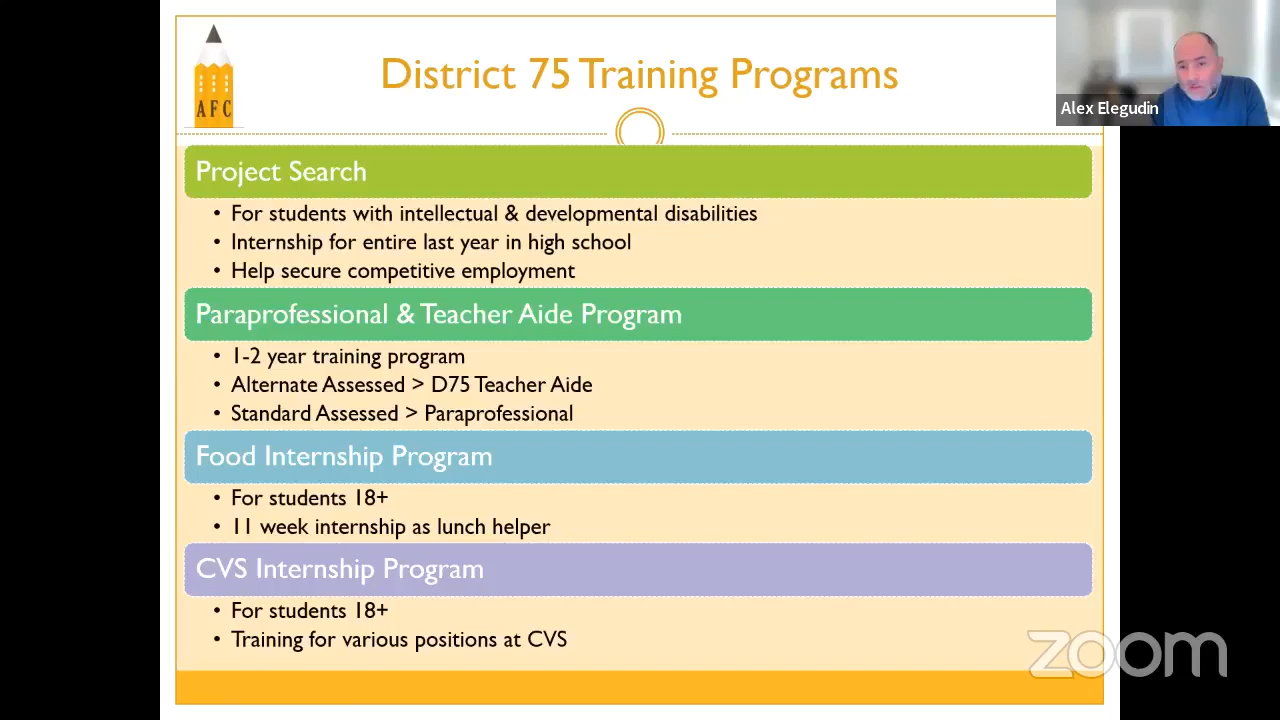 AFC
District 75 Training Programs
Alex Elegudin
Project Search
• For students with intellectual & developmental disabilities
• Internship for entire last year in high school
• Help secure competitive employment
Paraprofessional & Teacher Aide Program
• 1-2 year training program
• Alternate Assessed > D75 Teacher Aide
• Standard Assessed > Paraprofessional
Food Internship Program
• For students 18+
• 11 week internship as lunch helper
CVS Internship Program
• For students 18+
• Training for various positions at CVS
zoom